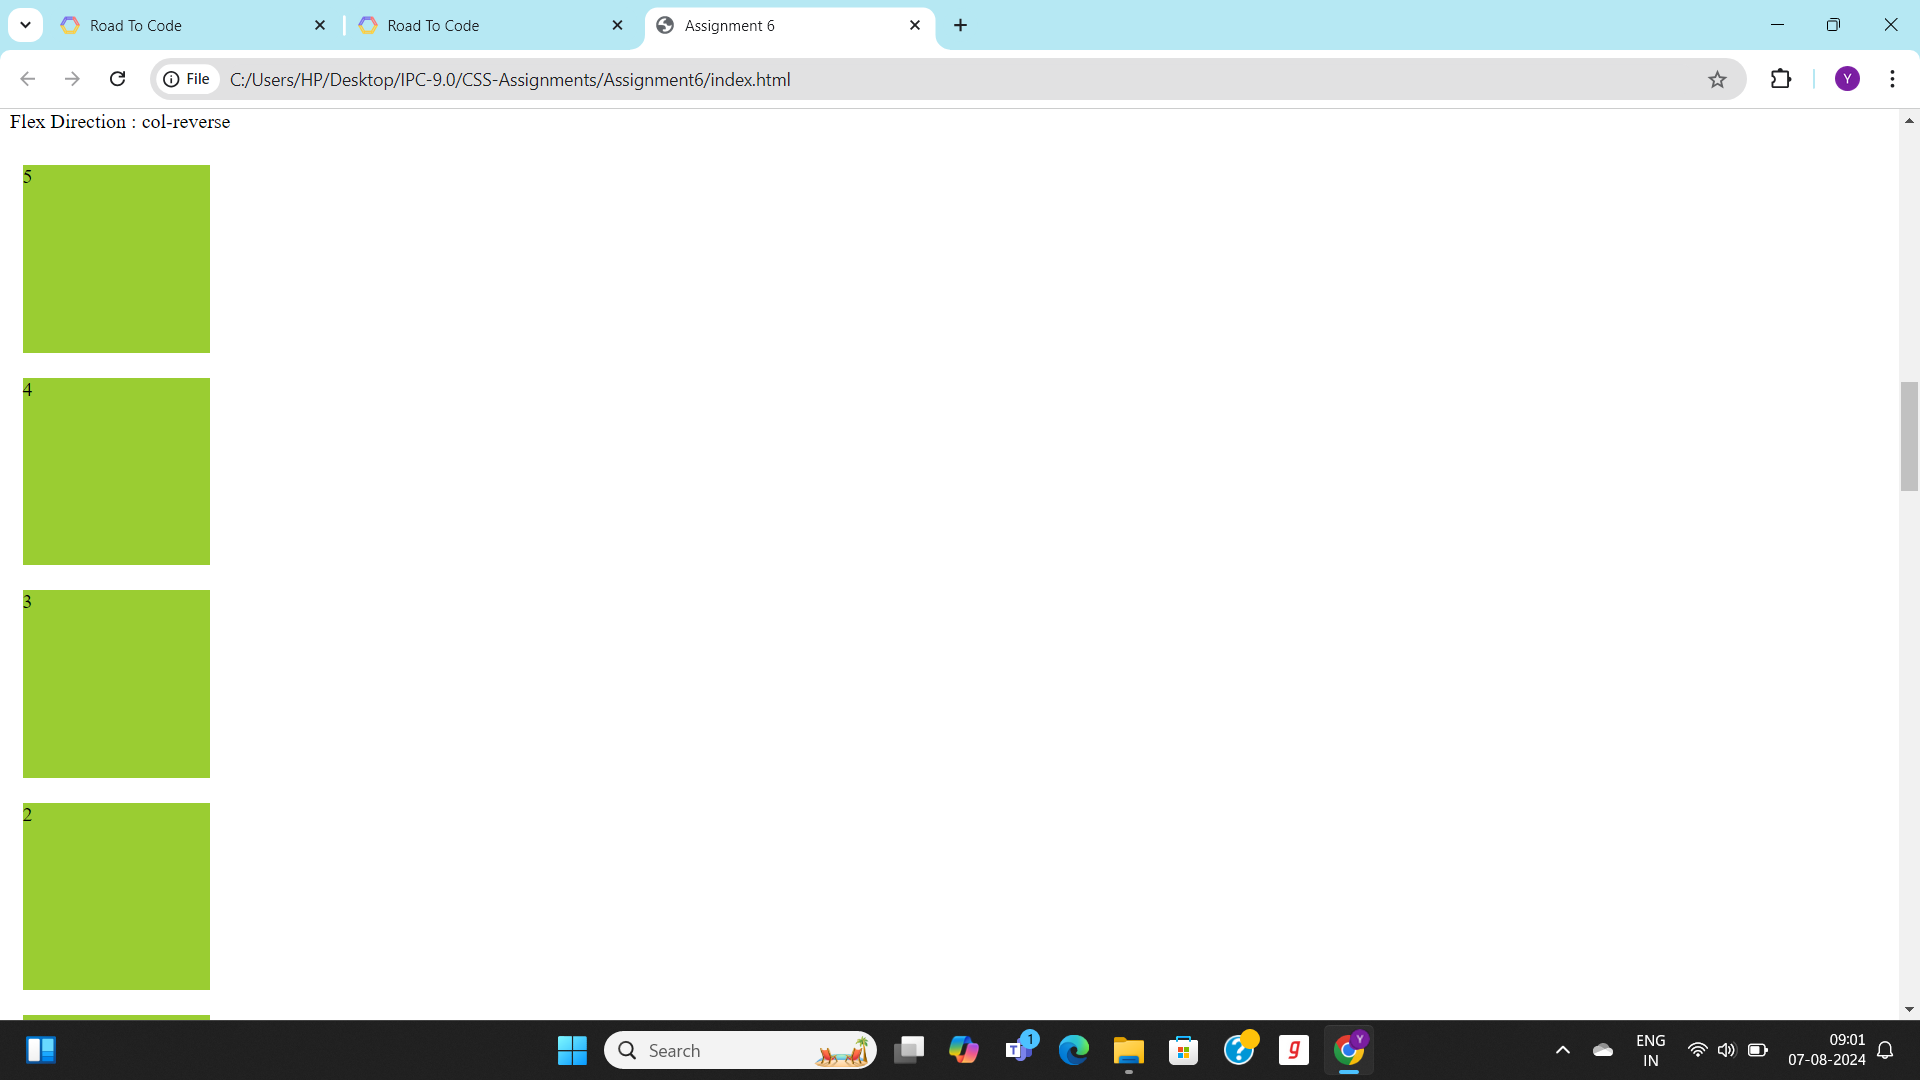 Road To Code
Road To Code
Assignment 6
File
C:/Users/HP/Desktop/IPC-9.0/CSS-Assignments/Assignment6/index.html
Y
Flex Direction : col-reverse
5
4
3
2
Search
T
1
?
g
Y
ENG
IN
09:01
07-08-2024